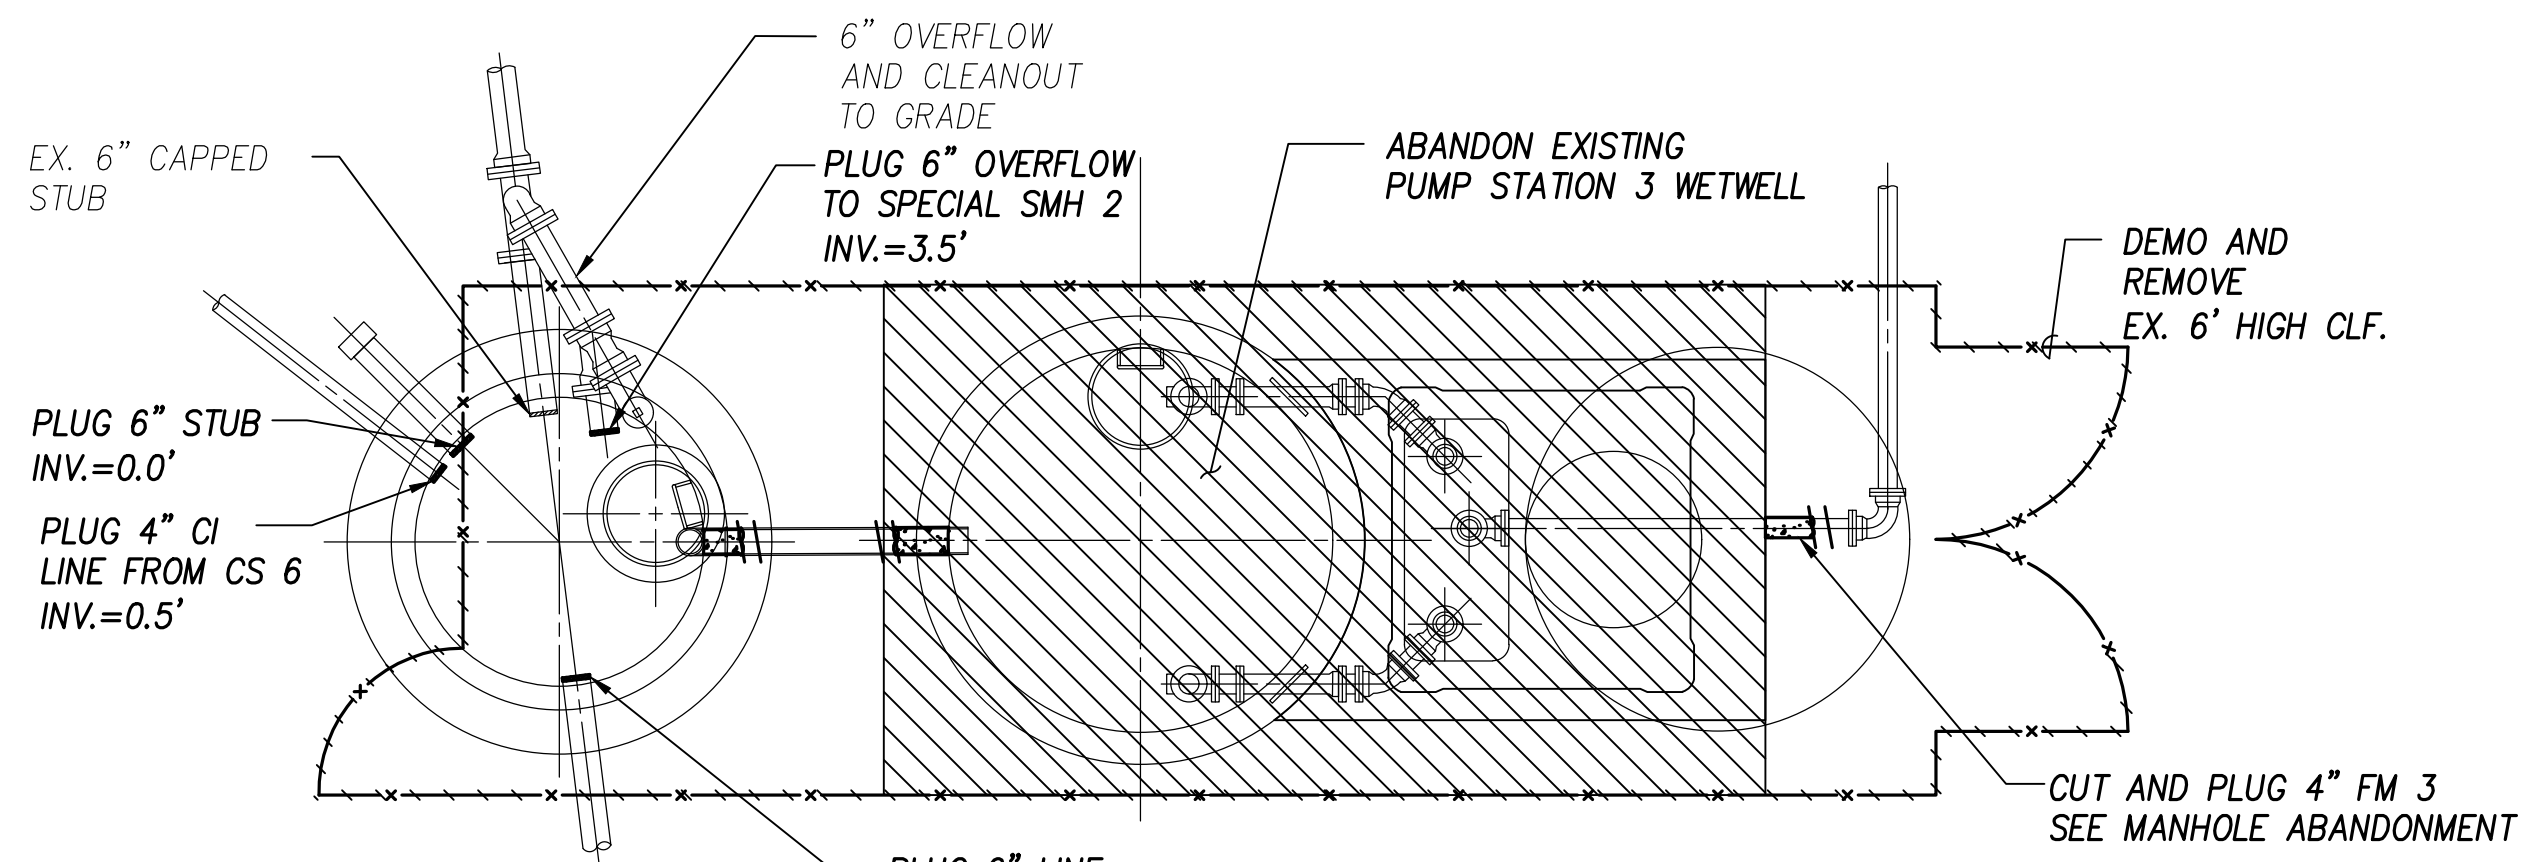 6" OVERFLOW
AND CLEANOUT
TO GRADE
EX. 6" CAPPED
STUB
PLUG 6" OVERFLOW
TO SPECIAL SMH 2
INV.=3.5'
ABANDON EXISTING
PUMP STATION 3 WETWELL
DEMO AND
REMOVE
EX. 6' HIGH CLF.
PLUG 6" STUB
INV.=0.0'
PLUG 4" CI
LINE FROM CS 6
INV.=0.5'
CUT AND PLUG 4" FM 3
SEE MANHOLE ABANDONMENT
PLUG 6" LINE